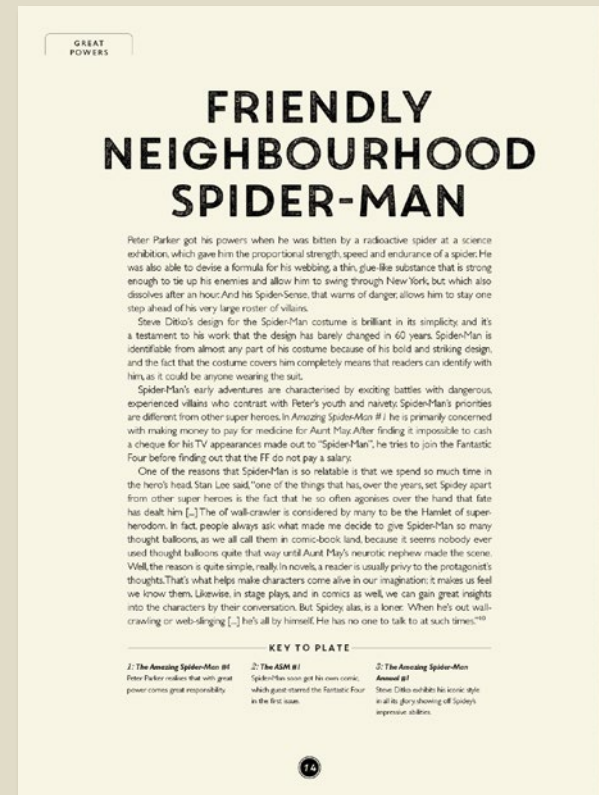 GREAT
POWERS
FRIENDLY
NEIGHBOURHOOD
SPIDER-MAN
Peter Parker got his powers when he was bitten by a radioactive spider at a science
exhibition, which gave him the proportional strength, speed and endurance of a spider. He
was also able to devise a formula for his webbing, a thin, glue-like substance that is strong
enough to tie up his enemies and allow him to swing through New York, but which also
dissolves after an hour. And his Spider-Sense, that warns of danger, allows him to stay one
step ahead of his very large roster of villains.
Steve Ditko's design for the Spider-Man costume is brilliant in its simplicity, and it's
a testament to his work that the design has barely changed in 60 years. Spider-Man is
identifiable from almost any part of his costume because of his bold and striking design,
and the fact that the costume covers him completely means that readers can identify with
him, as it could be anyone wearing the suit.
Spider-Man's early adventures are characterised by exciting battles with dangerous,
experienced villains who contrast with Peter's youth and naivety. Spider-Man's priorities
are different from other super heroes. In Amazing Spider-Man #1 he is primarily concerned
with making money to pay for medicine for Aunt May. After finding it impossible to cash
a cheque for his TV appearances made out to "Spider-Man", he tries to join the Fantastic
Four before finding out that the FF do not pay a salary.
One of the reasons that Spider-Man is so relatable is that we spend so much time in
the hero's head. Stan Lee said, "one of the things that has, over the years, set Spidey apart
from other super heroes is the fact that he so often agonises over the hand that fate
has dealt him [...] The ol' wall-crawler is considered by many to be the Hamlet of super-
herodom. In fact, people always ask what made me decide to give Spider-Man so many
thought balloons, as we all call them in comic-book land, because it seems nobody ever
used thought balloons quite that way until Aunt May's neurotic nephew made the scene.
Well, the reason is quite simple, really. In novels, a reader is usually privy to the protagonist's
thoughts. That's what helps make characters come alive in our imagination; it makes us feel
we know them. Likewise, in stage plays, and in comics as well, we can gain great insights
into the characters by their conversation. But Spidey, alas, is a loner. When he's out wall-
crawling or web-slinging [...] he's all by himself. He has no one to talk to at such times."
KEY TO PLATE
1: The Amazing Spider-Man #4
Peter Parker realises that with great
power comes great responsibility.
2: The ASM #1
Spider-Man soon got his own comic,
which guest-starred the Fantastic Four
in the first issue.
3: The Amazing Spider-Man
Annual #1
Steve Ditko exhibits his iconic style
in all its glory, showing off Spidey's
impressive abilities.
14